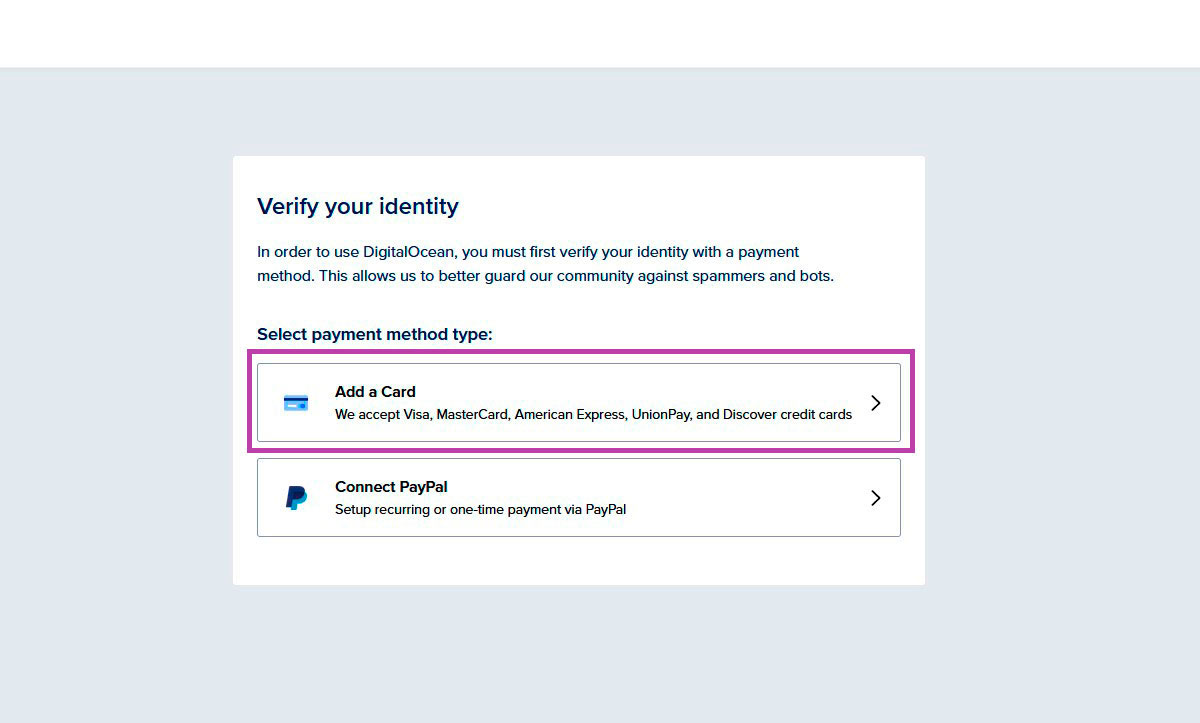 Verify your identity
In order to use DigitalOcean, you must first verify your identity with a payment
method. This allows us to better guard our community against spammers and bots.
Select payment method type:
Add a Card
We accept Visa, MasterCard, American Express, UnionPay, and Discover credit cards
Connect PayPal
Setup recurring or one-time payment via PayPal